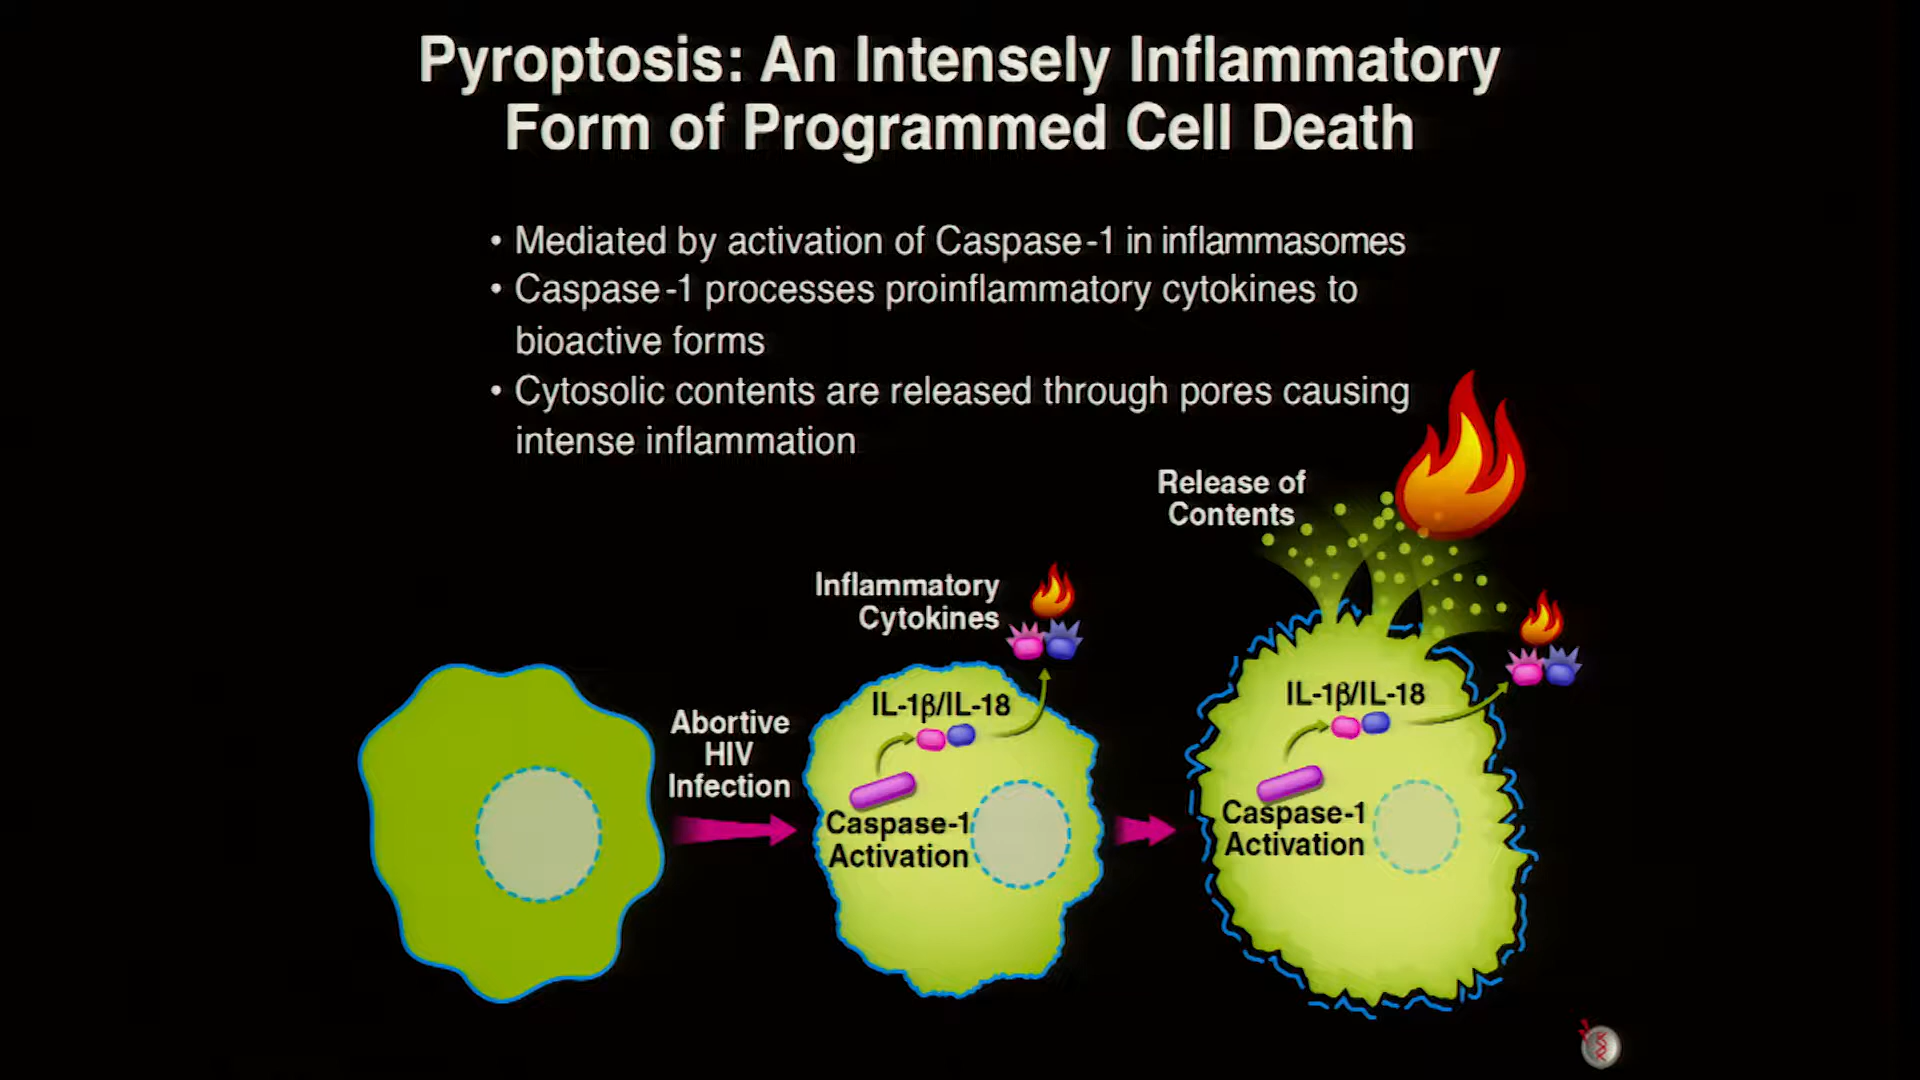 Pyroptosis: An Intensely Inflammatory
Form of Programmed Cell Death
• Mediated by activation of Caspase-1 in inflammasomes
• Caspase-1 processes proinflammatory cytokines to
bioactive forms
• Cytosolic contents are released through pores causing
intense inflammation
Release of
Contents
Inflammatory
Cytokines
Abortive
HIV
Infection
IL-1β/IL-18
Caspase-1
Activation
IL-1β/IL-18
Caspase-1
Activation